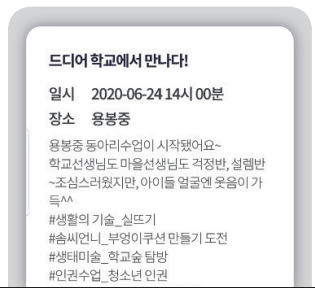 드디어 학교에서 만나다!
일시 2020-06-24 14시 00분
장소 용봉중
용봉중 동아리수업이 시작됐어요~
학교선생님도 마을선생님도 걱정반, 설렘반
~조심스러웠지만, 아이들 얼굴엔 웃음이 가
득^^
#생활의 기술_실뜨기
#솜씨언니_부엉이쿠션 만들기 도전
#생태미술_학교숲 탐방
#인권수업_청소년 인권